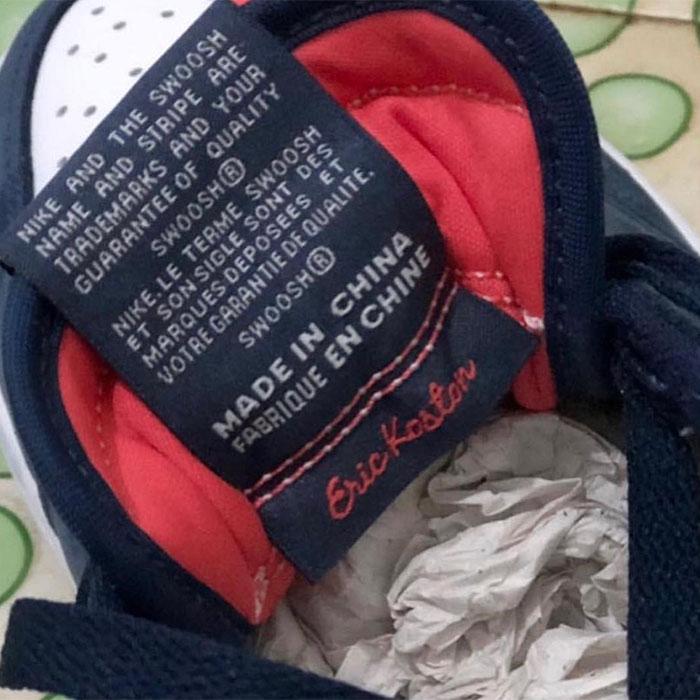 NIKE AND THE SWOOSH
NAME AND STRIPE ARE
TRADEMARKS AND YOUR
GUARANTEE OF QUALITY
SWOOSH®
NIKE. LE TERME SWOOSH
ET SON SIGLE SONT DES
MARQUES DEPOSEES ET
VOTRE GARANTIE DE QUALITE.
SWOOSH®
MADE IN CHINA
FABRIQUE EN CHINE
Eric Koston